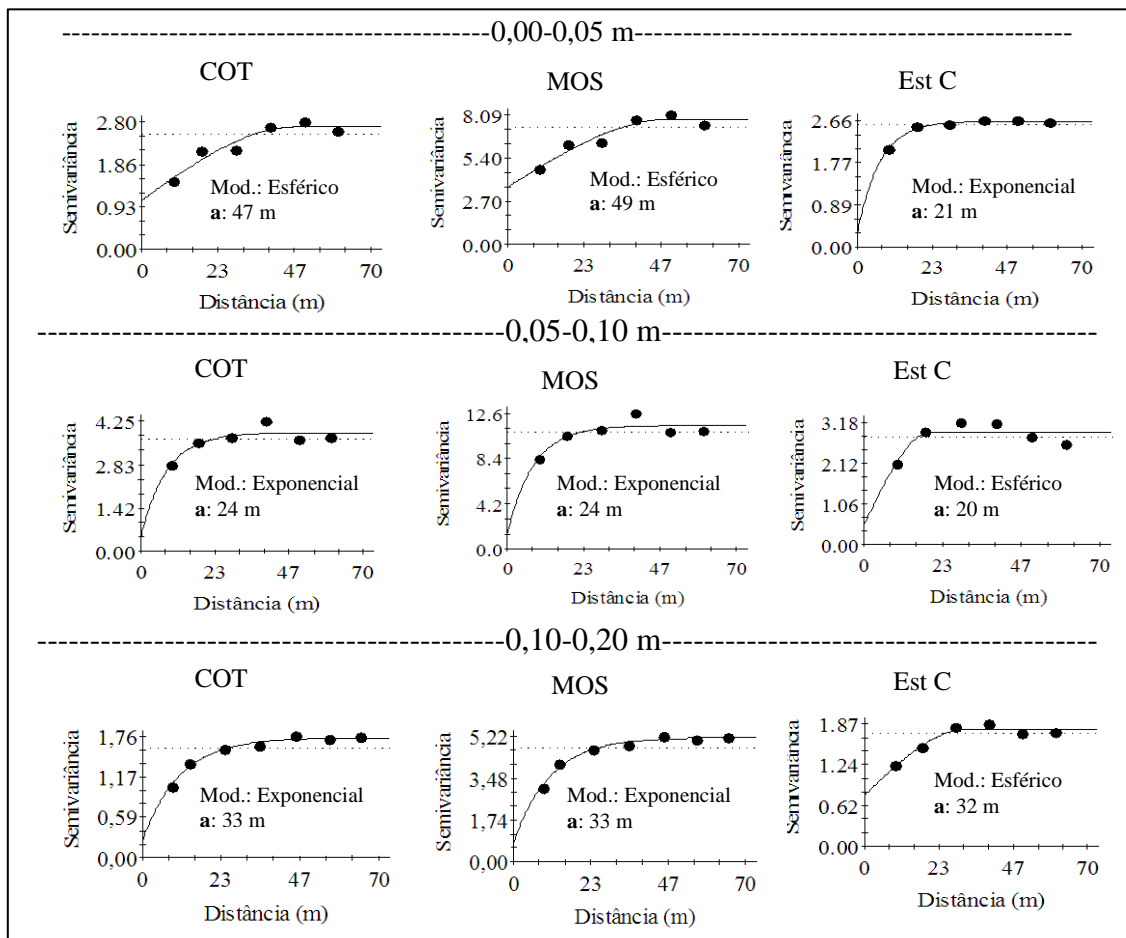 0,00-0,05 m
COT
MOS
Est C
Semivariância
2.80
1.86
0.93
0.00
Mod.: Esférico
a: 47 m
0 23 47 70
Distância (m)
Semivariância
8.09
5.40
2.70
0.00
Mod.: Esférico
a: 49 m
0 23 47 70
Distância (m)
Semivariância
2.66
1.77
0.89
0.00
Mod.: Exponencial
a: 21 m
0 23 47 70
Distância (m)
0,05-0,10 m
COT
MOS
Est C
Semivariância
4.25
2.83
1.42
0.00
Mod.: Exponencial
a: 24 m
0 23 47 70
Distância (m)
Semivariância
12.6
8.4
4.2
0.0
Mod.: Exponencial
a: 24 m
0 23 47 70
Distância (m)
Semivariância
3.18
2.12
1.06
0.00
Mod.: Esférico
a: 20 m
0 23 47 70
Distância (m)
0,10-0,20 m
COT
MOS
Est C
Semivariância
1,76
1,17
0,59
0,00
Mod.: Exponencial
a: 33 m
0 23 47 70
Distância (m)
Semivariância
5.22
3.48
1.74
0,00
Mod.: Exponencial
a: 33 m
0 23 47 70
Distância (m)
Semivariância
1.87
1.24
0.62
0.00
Mod.: Esférico
a: 32 m
0 23 47 70
Distância (m)